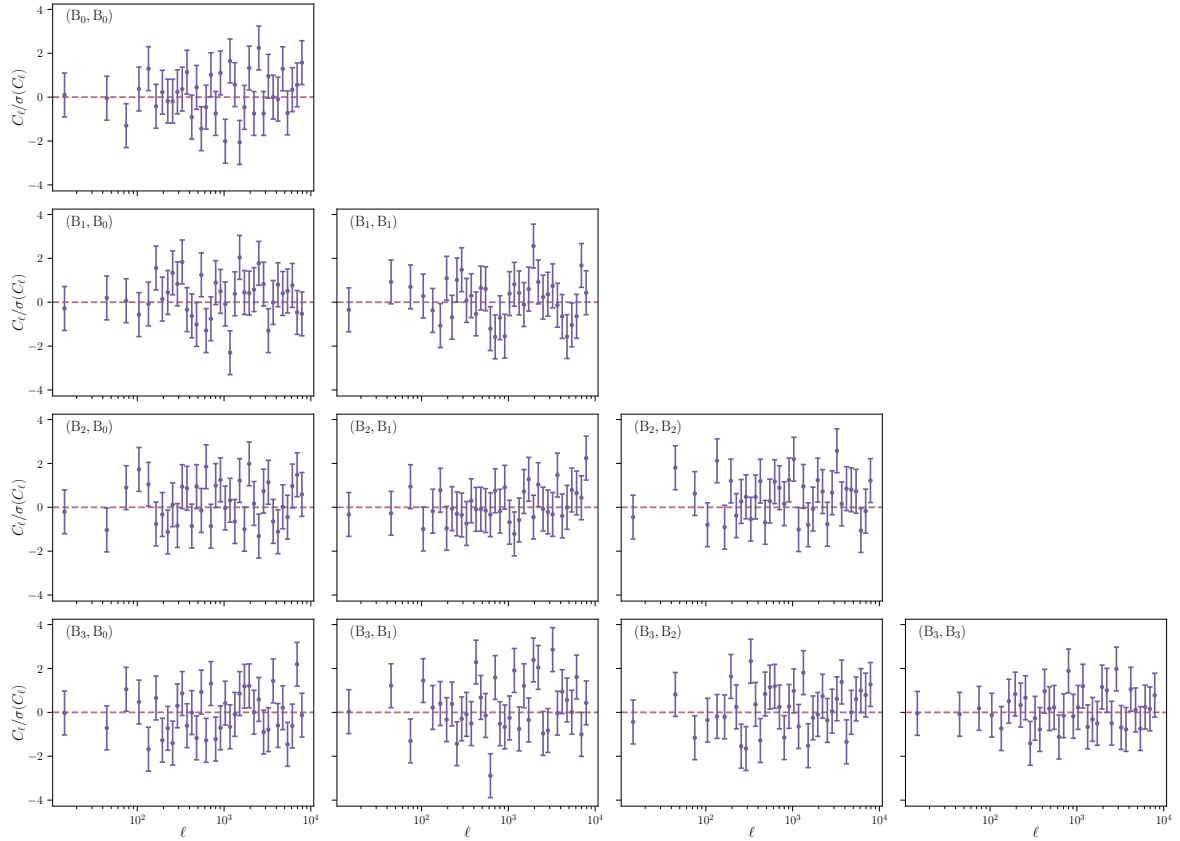 (B₀, B₀)
4
2
0
−2
−4
C_ℓ/σ(C_ℓ)
(B₁, B₀)
(B₁, B₁)
4
2
0
−2
−4
C_ℓ/σ(C_ℓ)
(B₂, B₀)
(B₂, B₁)
(B₂, B₂)
4
2
0
−2
−4
C_ℓ/σ(C_ℓ)
(B₃, B₀)
(B₃, B₁)
(B₃, B₂)
(B₃, B₃)
4
2
0
−2
−4
C_ℓ/σ(C_ℓ)
10² 10³ 10⁴
10² 10³ 10⁴
10² 10³ 10⁴
10² 10³ 10⁴
ℓ
ℓ
ℓ
ℓ